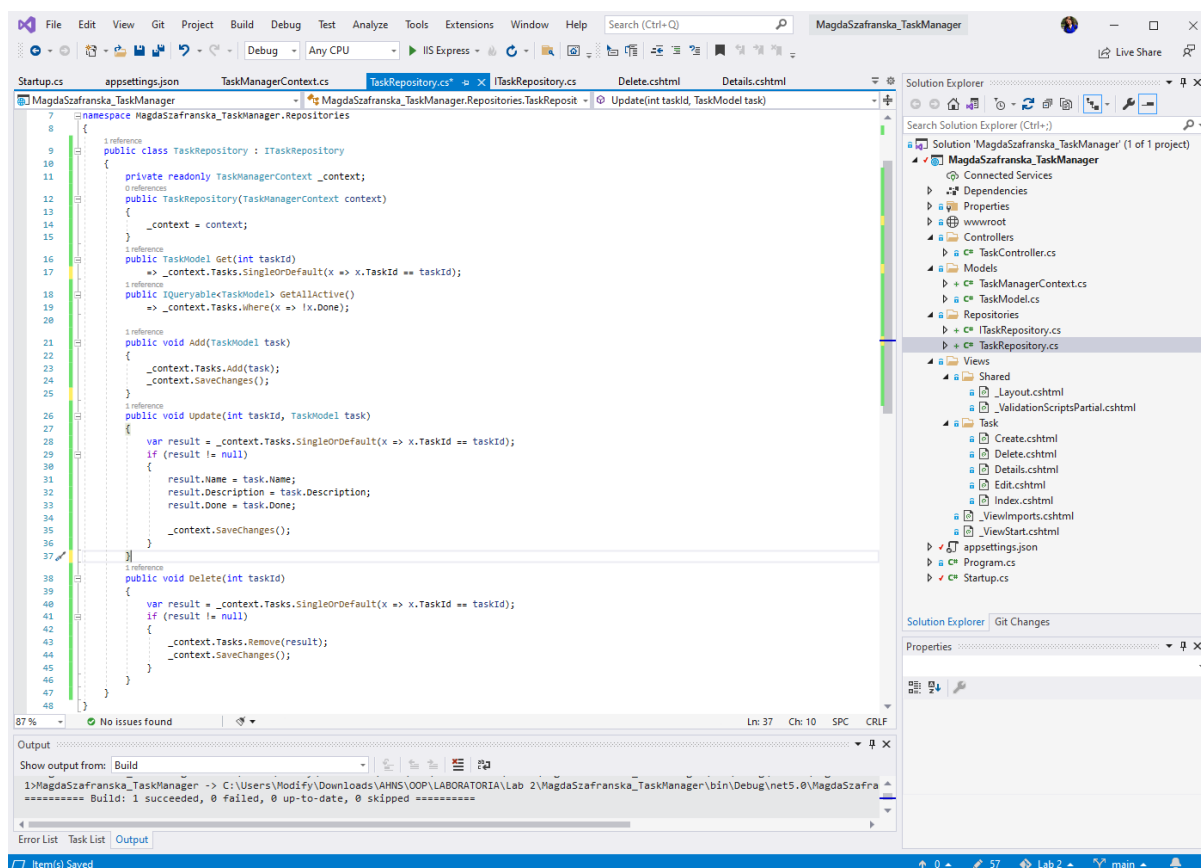 File Edit View Git Project Build Debug Test Analyze Tools Extensions Window Help Search (Ctrl+Q) MagdaSzafranska_TaskManager
Debug Any CPU IIS Express Live Share
Startup.cs appsettings.json TaskManagerContext.cs TaskRepository.cs* ITaskRepository.cs Delete.cshtml Details.cshtml
MagdaSzafranska_TaskManager MagdaSzafranska_TaskManager.Repositories.TaskReposit Update(int taskId, TaskModel task)
7 namespace MagdaSzafranska_TaskManager.Repositories
8 {
1 reference
9 public class TaskRepository : ITaskRepository
10 {
11 private readonly TaskManagerContext _context;
0 references
12 public TaskRepository(TaskManagerContext context)
13 {
14 _context = context;
15 }
1 reference
16 public TaskModel Get(int taskId)
17 => _context.Tasks.SingleOrDefault(x => x.TaskId == taskId);
1 reference
18 public IQueryable<TaskModel> GetAllActive()
19 => _context.Tasks.Where(x => !x.Done);
20
1 reference
21 public void Add(TaskModel task)
22 {
23 _context.Tasks.Add(task);
24 _context.SaveChanges();
25 }
1 reference
26 public void Update(int taskId, TaskModel task)
27 {
28 var result = _context.Tasks.SingleOrDefault(x => x.TaskId == taskId);
29 if (result != null)
30 {
31 result.Name = task.Name;
32 result.Description = task.Description;
33 result.Done = task.Done;
34
35 _context.SaveChanges();
36 }
37 }
1 reference
38 public void Delete(int taskId)
39 {
40 var result = _context.Tasks.SingleOrDefault(x => x.TaskId == taskId);
41 if (result != null)
42 {
43 _context.Tasks.Remove(result);
44 _context.SaveChanges();
45 }
46 }
47 }
48 }
87 % No issues found Ln: 37 Ch: 10 SPC CRLF
Output
Show output from: Build
1>MagdaSzafranska_TaskManager -> C:\Users\Modify\Downloads\AHNS\OOP\LABORATORIA\Lab 2\MagdaSzafranska_TaskManager\bin\Debug\net5.0\MagdaSzafra
========== Build: 1 succeeded, 0 failed, 0 up-to-date, 0 skipped ==========
Error List Task List Output
Solution Explorer
Search Solution Explorer (Ctrl+;)
Solution 'MagdaSzafranska_TaskManager' (1 of 1 project)
MagdaSzafranska_TaskManager
Connected Services
Dependencies
Properties
wwwroot
Controllers
C# TaskController.cs
Models
C# TaskManagerContext.cs
C# TaskModel.cs
Repositories
C# ITaskRepository.cs
C# TaskRepository.cs
Views
Shared
_Layout.cshtml
_ValidationScriptsPartial.cshtml
Task
Create.cshtml
Delete.cshtml
Details.cshtml
Edit.cshtml
Index.cshtml
_ViewImports.cshtml
_ViewStart.cshtml
appsettings.json
C# Program.cs
C# Startup.cs
Solution Explorer Git Changes
Properties
Item(s) Saved 0 57 Lab 2 main